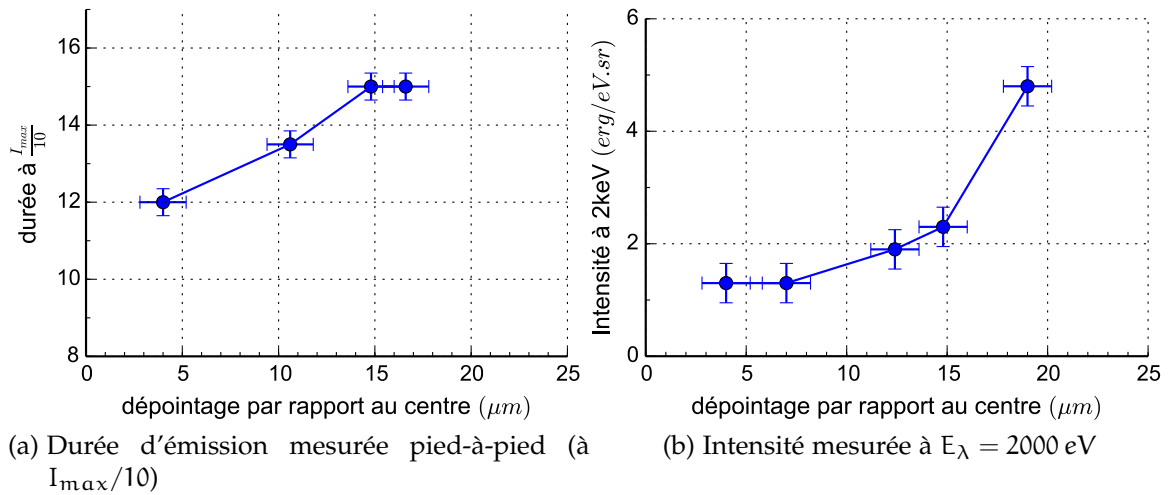 16
14
12
10
8
durée à I_max/10
0 5 10 15 20 25
dépointage par rapport au centre (μm)
(a) Durée d'émission mesurée pied-à-pied (à
I_max/10)
6
4
2
0
Intensité à 2keV (erg/eV.sr)
0 5 10 15 20 25
dépointage par rapport au centre (μm)
(b) Intensité mesurée à E_λ = 2000 eV